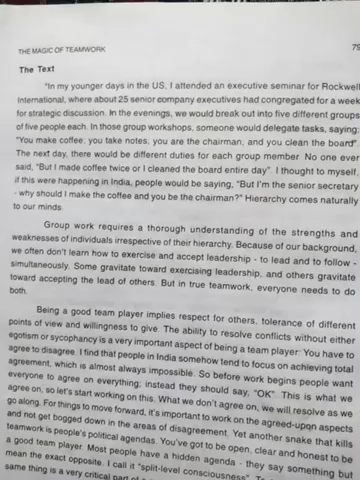 THE MAGIC OF TEAMWORK
79
The Text
"In my younger days in the US, I attended an executive seminar for Rockwell
International, where about 25 senior company executives had congregated for a week
for strategic discussion. In the evenings, we would break out into five different groups
of five people each. In those group workshops, someone would delegate tasks, saying:
"You make coffee, you take notes, you are the chairman, and you clean the board"
The next day, there would be different duties for each group member. No one ever
said, "But I made coffee twice or I cleaned the board entire day". I thought to myself,
if this were happening in India, people would be saying, "But I'm the senior secretary
- why should I make the coffee and you be the chairman?" Hierarchy comes naturally
to our minds.
Group work requires a thorough understanding of the strengths and
weaknesses of individuals irrespective of their hierarchy. Because of our background,
we often don't learn how to exercise and accept leadership - to lead and to follow -
simultaneously. Some gravitate toward exercising leadership, and others gravitate
toward accepting the lead of others. But in true teamwork, everyone needs to do
both.
Being a good team player implies respect for others, tolerance of different
points of view and willingness to give. The ability to resolve conflicts without either
egotism or sycophancy is a very important aspect of being a team player: You have to
agree to disagree. I find that people in India somehow tend to focus on achieving total
agreement, which is almost always impossible. So before work begins people want
everyone to agree on everything; instead they should say, "OK". This is what we
agree on, so let's start working on this. What we don't agree on, we will resolve as we
go along. For things to move forward, it's important to work on the agreed-upon aspects
and not get bogged down in the areas of disagreement. Yet another snag that kills
teamwork is people's political agendas. You've got to be open, clear and honest to be
a good team player. Most people have a hidden agenda - they say something but
mean the exact opposite. I call it "split-level consciousness".
same thing is a very critical part of